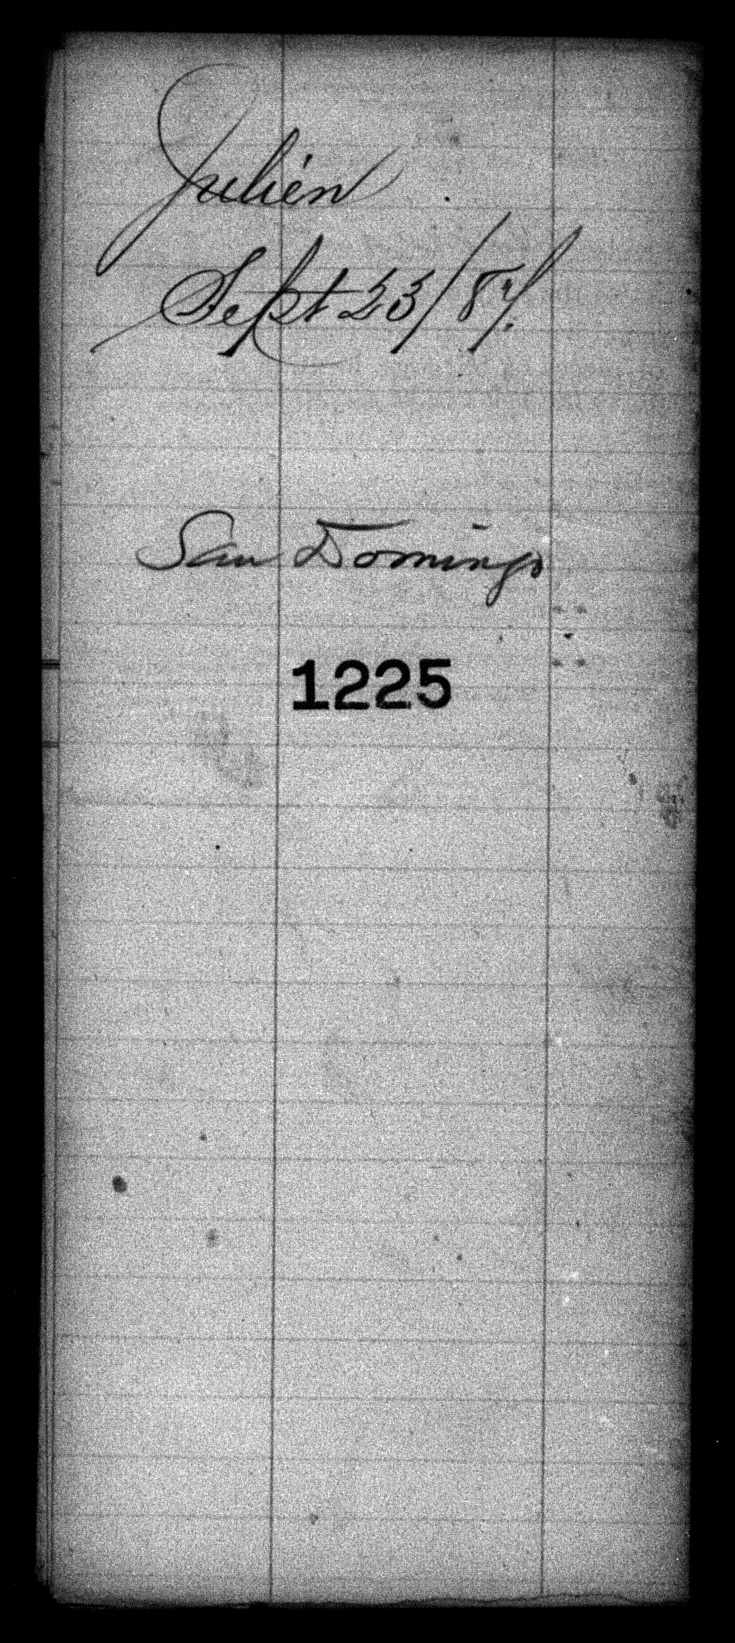 Julien
Sept 23/87.
San Domingo
1225